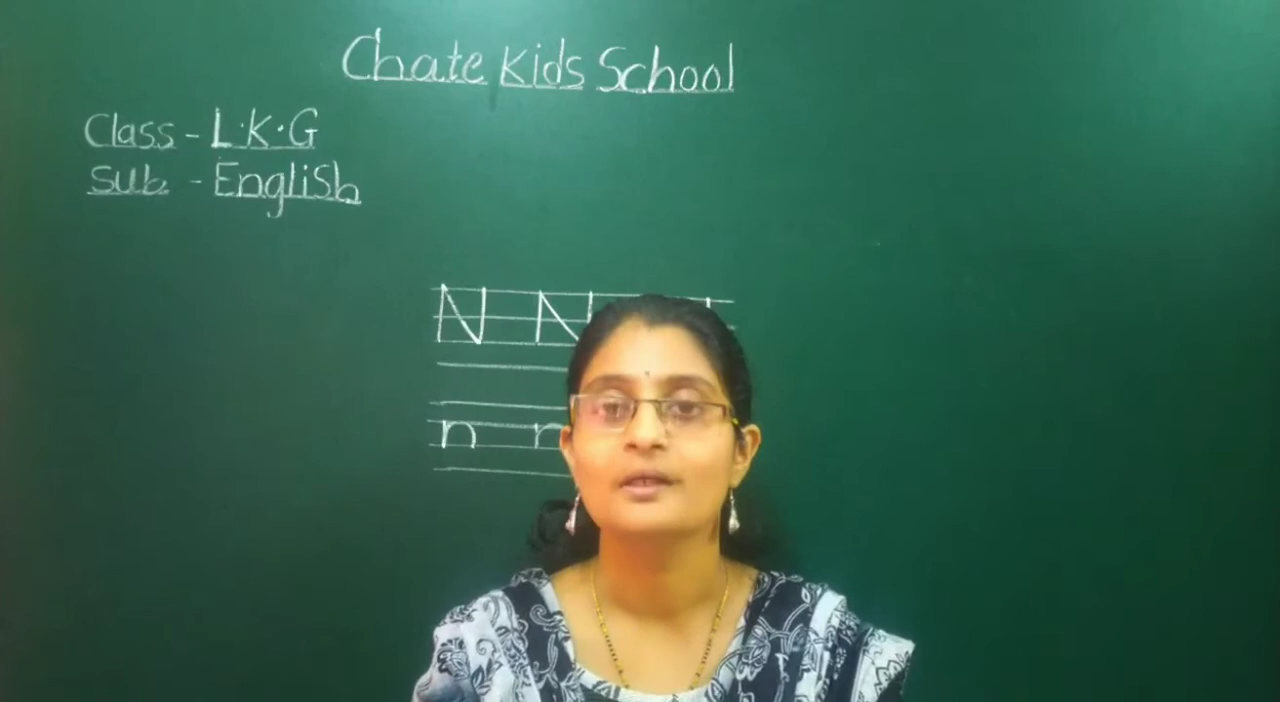 Chate Kids School
Class - L.K.G
Sub - English
N N
n n